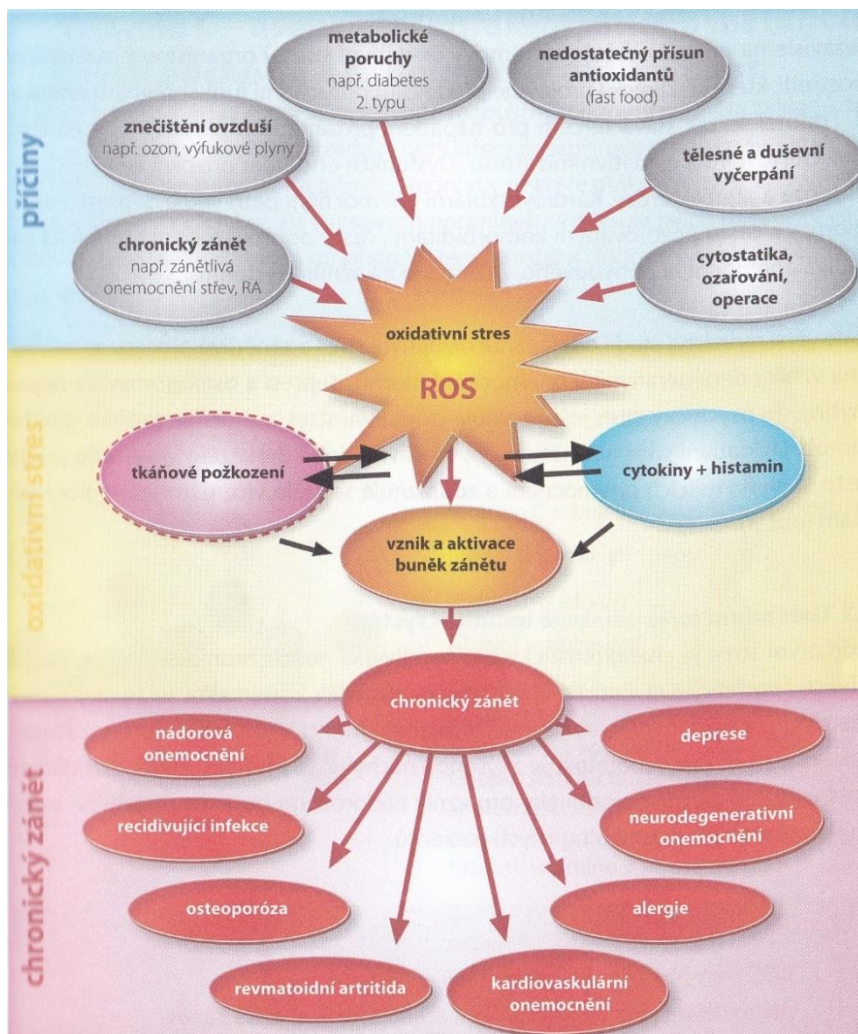 metabolické
poruchy
např. diabetes
2. typu
nedostatečný přísun
antioxidantů
(fast food)
znečištění ovzduší
např. ozon, výfukové plyny
tělesné a duševní
vyčerpání
chronický zánět
např. zánětlivá
onemocnění střev, RA
cytostatika,
ozařování,
operace
příčiny
oxidativní stres
ROS
tkáňové požkození
cytokiny + histamin
vznik a aktivace
buněk zánětu
oxidativní stres
chronický zánět
nádorová
onemocnění
deprese
recidivující infekce
neurodegenerativní
onemocnění
osteoporóza
alergie
revmatoidní artritida
kardiovaskulární
onemocnění
chronický zánět